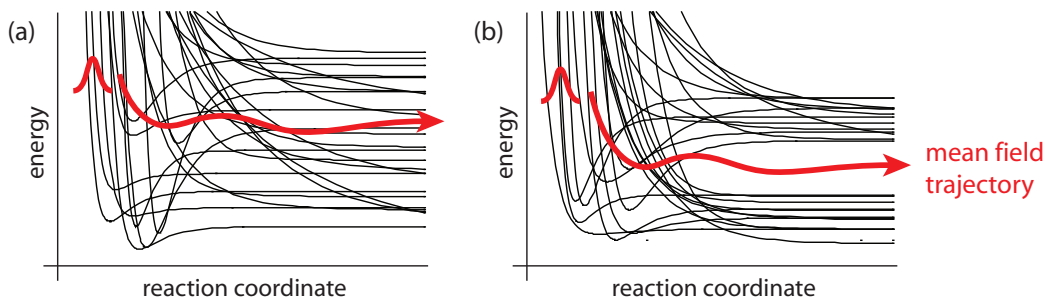 (a)
energy
reaction coordinate
(b)
energy
reaction coordinate
mean field
trajectory